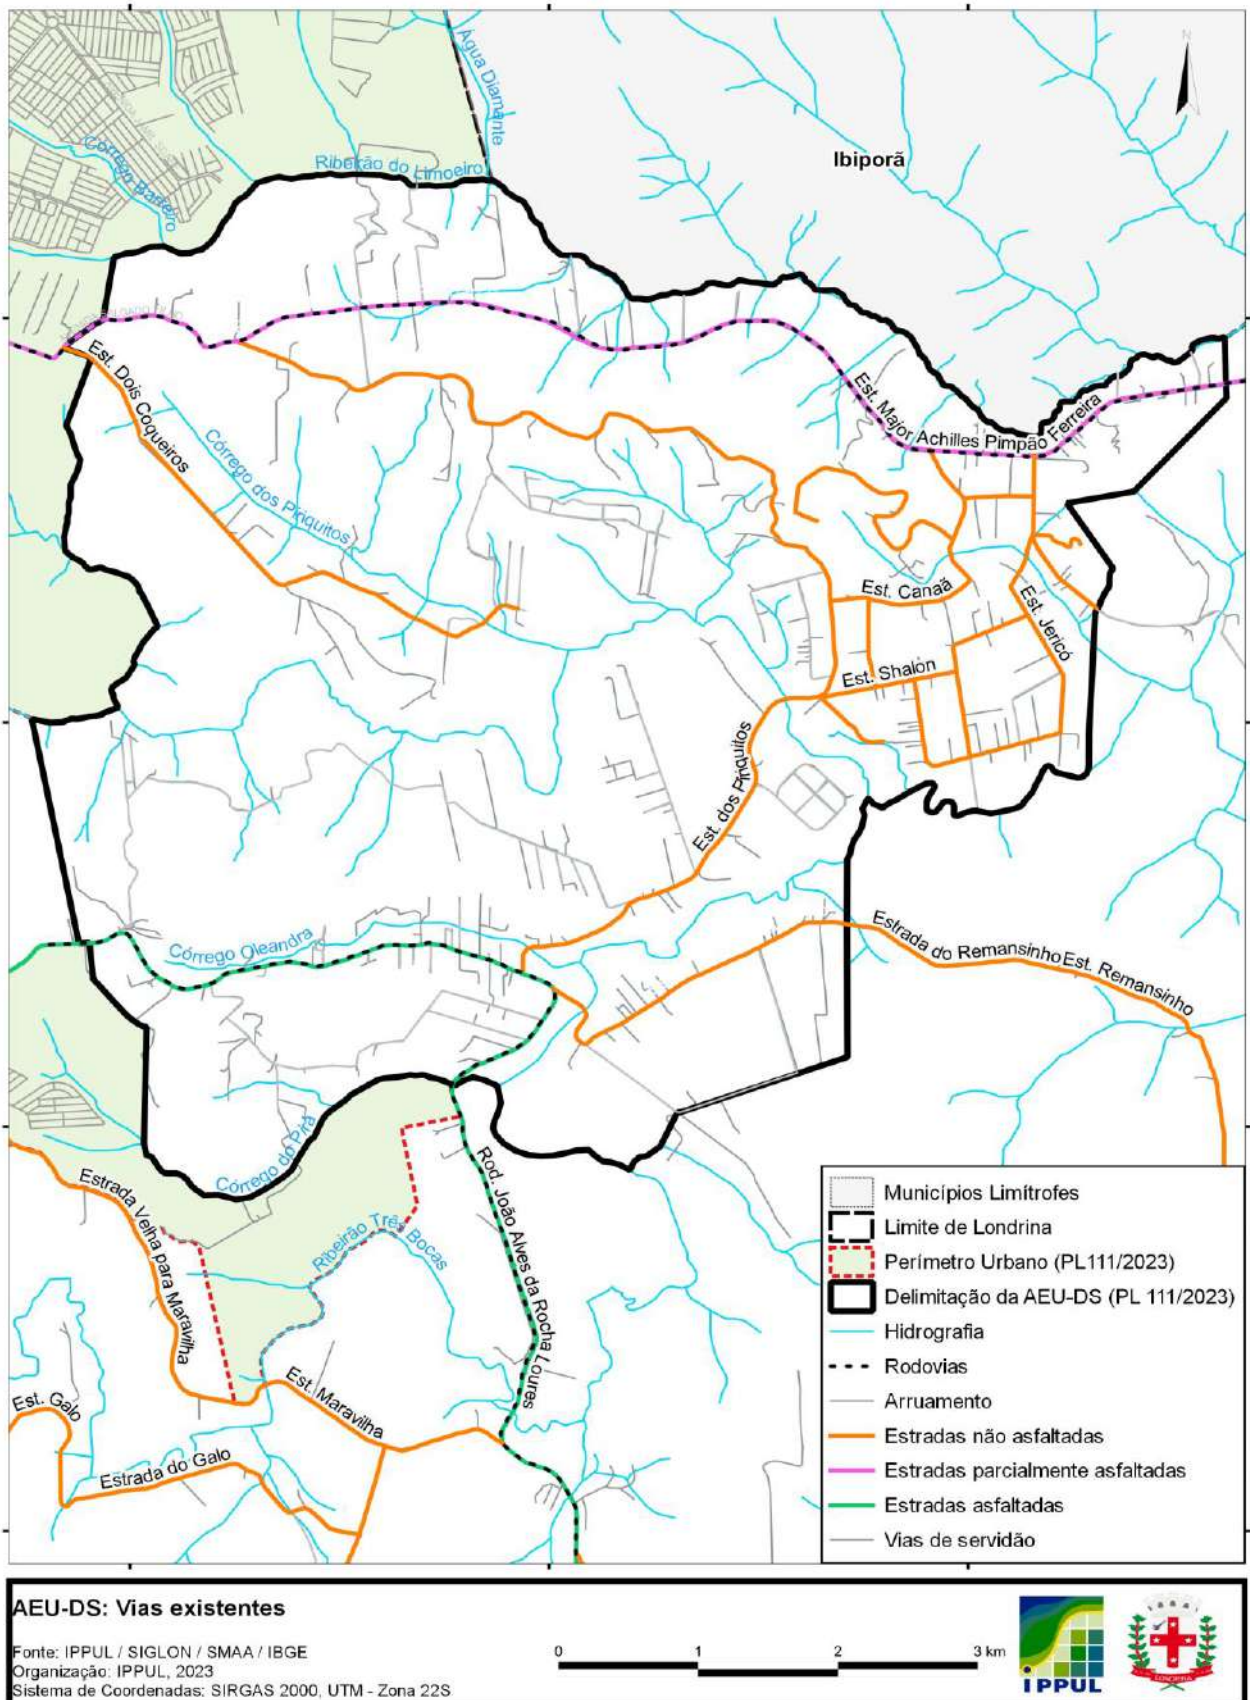 N
Água Diamante
Córrego Barreiro
Ribeirão do Limoeiro
Ibiporã
Est. Dois Coqueiros
Córrego dos Piriquitos
Est. Major Achilles Pimpão Ferreira
Est. Canaã
Est. Jericó
Est. Shalon
Est. dos Piriquitos
Córrego Oleandra
Estrada do Remansinho
Est. Remansinho
Córrego do Pirá
Estrada Velha para Maravilha
Ribeirão Três Bocas
Rod. João Alves da Rocha Loures
Est. Maravilha
Est. Galo
Estrada do Galo
Municípios Limítrofes
Limite de Londrina
Perímetro Urbano (PL111/2023)
Delimitação da AEU-DS (PL 111/2023)
Hidrografia
Rodovias
Arruamento
Estradas não asfaltadas
Estradas parcialmente asfaltadas
Estradas asfaltadas
Vias de servidão
AEU-DS: Vias existentes
Fonte: IPPUL / SIGLON / SMAA / IBGE
Organização: IPPUL, 2023
Sistema de Coordenadas: SIRGAS 2000, UTM - Zona 22S
0 1 2 3 km
IPPUL
LONDRINA